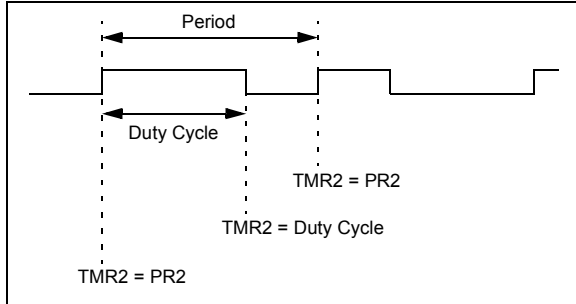 Period
Duty Cycle
TMR2 = PR2
TMR2 = Duty Cycle
TMR2 = PR2